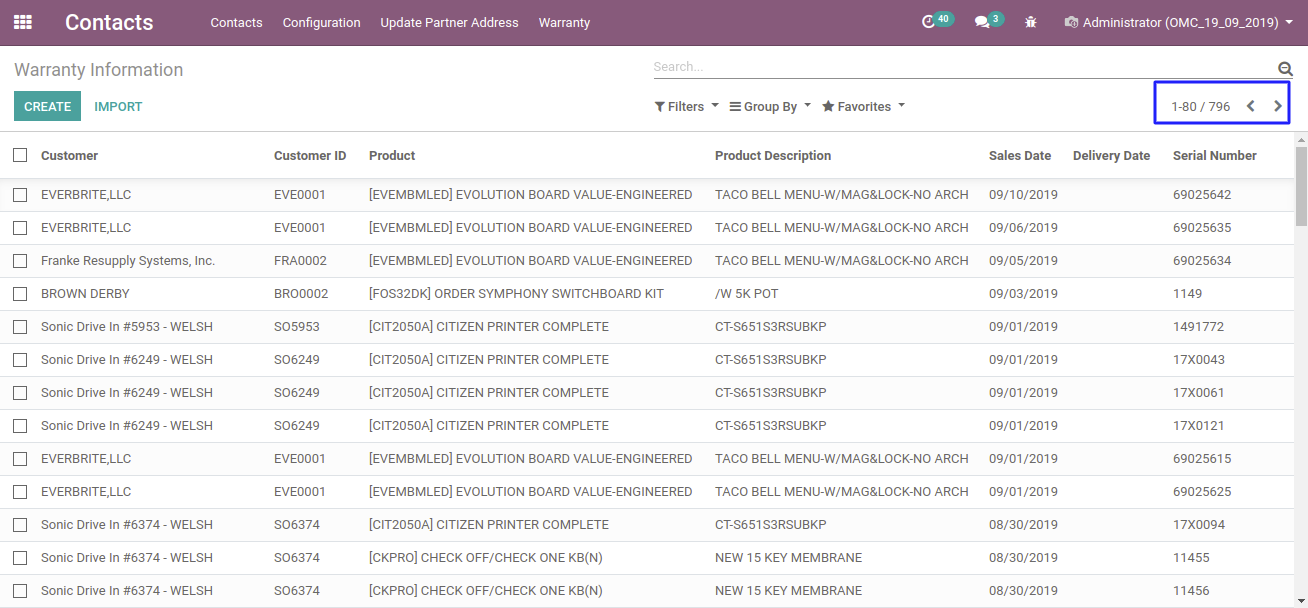 Contacts Contacts Configuration Update Partner Address Warranty 40 3 Administrator (OMC_19_09_2019)
Warranty Information Search...
CREATE IMPORT Filters Group By Favorites 1-80 / 796
Customer Customer ID Product Product Description Sales Date Delivery Date Serial Number
EVERBRITE,LLC EVE0001 [EVEMBMLED] EVOLUTION BOARD VALUE-ENGINEERED TACO BELL MENU-W/MAG&LOCK-NO ARCH 09/10/2019 69025642
EVERBRITE,LLC EVE0001 [EVEMBMLED] EVOLUTION BOARD VALUE-ENGINEERED TACO BELL MENU-W/MAG&LOCK-NO ARCH 09/06/2019 69025635
Franke Resupply Systems, Inc. FRA0002 [EVEMBMLED] EVOLUTION BOARD VALUE-ENGINEERED TACO BELL MENU-W/MAG&LOCK-NO ARCH 09/05/2019 69025634
BROWN DERBY BRO0002 [FOS32DK] ORDER SYMPHONY SWITCHBOARD KIT /W 5K POT 09/03/2019 1149
Sonic Drive In #5953 - WELSH SO5953 [CIT2050A] CITIZEN PRINTER COMPLETE CT-S651S3RSUBKP 09/01/2019 1491772
Sonic Drive In #6249 - WELSH SO6249 [CIT2050A] CITIZEN PRINTER COMPLETE CT-S651S3RSUBKP 09/01/2019 17X0043
Sonic Drive In #6249 - WELSH SO6249 [CIT2050A] CITIZEN PRINTER COMPLETE CT-S651S3RSUBKP 09/01/2019 17X0061
Sonic Drive In #6249 - WELSH SO6249 [CIT2050A] CITIZEN PRINTER COMPLETE CT-S651S3RSUBKP 09/01/2019 17X0121
EVERBRITE,LLC EVE0001 [EVEMBMLED] EVOLUTION BOARD VALUE-ENGINEERED TACO BELL MENU-W/MAG&LOCK-NO ARCH 09/01/2019 69025615
EVERBRITE,LLC EVE0001 [EVEMBMLED] EVOLUTION BOARD VALUE-ENGINEERED TACO BELL MENU-W/MAG&LOCK-NO ARCH 09/01/2019 69025625
Sonic Drive In #6374 - WELSH SO6374 [CIT2050A] CITIZEN PRINTER COMPLETE CT-S651S3RSUBKP 08/30/2019 17X0094
Sonic Drive In #6374 - WELSH SO6374 [CKPRO] CHECK OFF/CHECK ONE KB(N) NEW 15 KEY MEMBRANE 08/30/2019 11455
Sonic Drive In #6374 - WELSH SO6374 [CKPRO] CHECK OFF/CHECK ONE KB(N) NEW 15 KEY MEMBRANE 08/30/2019 11456